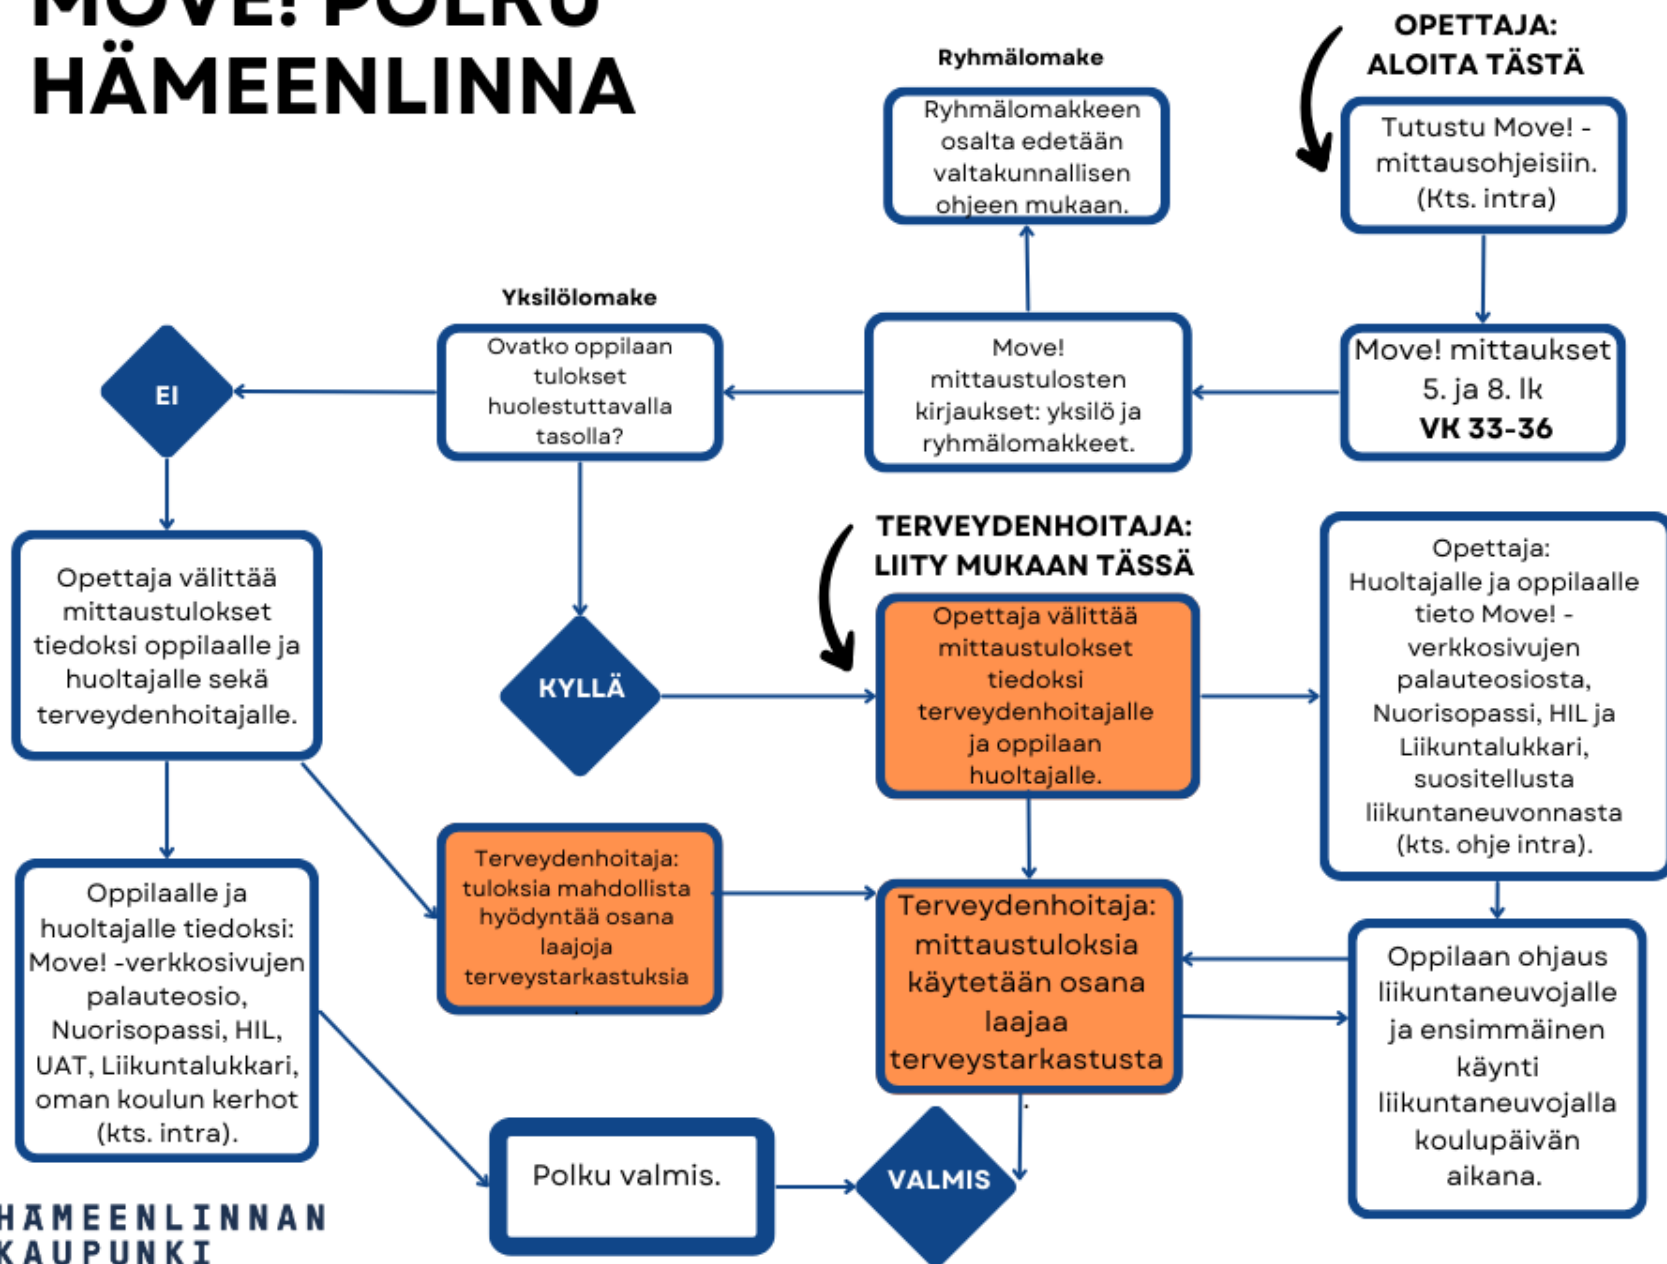 MOVE! POLKU
HÄMEENLINNA
OPETTAJA:
ALOITA TÄSTÄ
Tutustu Move! -
mittausohjeisiin.
(Kts. intra)
Ryhmälomake
Ryhmälomakkeen
osalta edetään
valtakunnallisen
ohjeen mukaan.
Move! mittaukset
5. ja 8. lk
VK 33-36
Move!
mittaustulosten
kirjaukset: yksilö ja
ryhmälomakkeet.
Yksilölomake
Ovatko oppilaan
tulokset
huolestuttavalla
tasolla?
EI
KYLLÄ
Opettaja välittää
mittaustulokset
tiedoksi oppilaalle ja
huoltajalle sekä
terveydenhoitajalle.
TERVEYDENHOITAJA:
LIITY MUKAAN TÄSSÄ
Opettaja välittää
mittaustulokset
tiedoksi
terveydenhoitajalle
ja oppilaan
huoltajalle.
Opettaja:
Huoltajalle ja oppilaalle
tieto Move! -
verkkosivujen
palauteosiosta,
Nuorisopassi, HIL ja
Liikuntalukkari,
suositellusta
liikuntaneuvonnasta
(kts. ohje intra).
Oppilaalle ja
huoltajalle tiedoksi:
Move! -verkkosivujen
palauteosio,
Nuorisopassi, HIL,
UAT, Liikuntalukkari,
oman koulun kerhot
(kts. intra).
Terveydenhoitaja:
tuloksia mahdollista
hyödyntää osana
laajoja
terveystarkastuksia
.
Terveydenhoitaja:
mittaustuloksia
käytetään osana
laajaa
terveystarkastusta
.
Oppilaan ohjaus
liikuntaneuvojalle
ja ensimmäinen
käynti
liikuntaneuvojalla
koulupäivän
aikana.
Polku valmis.
VALMIS
HÄMEENLINNAN
KAUPUNKI